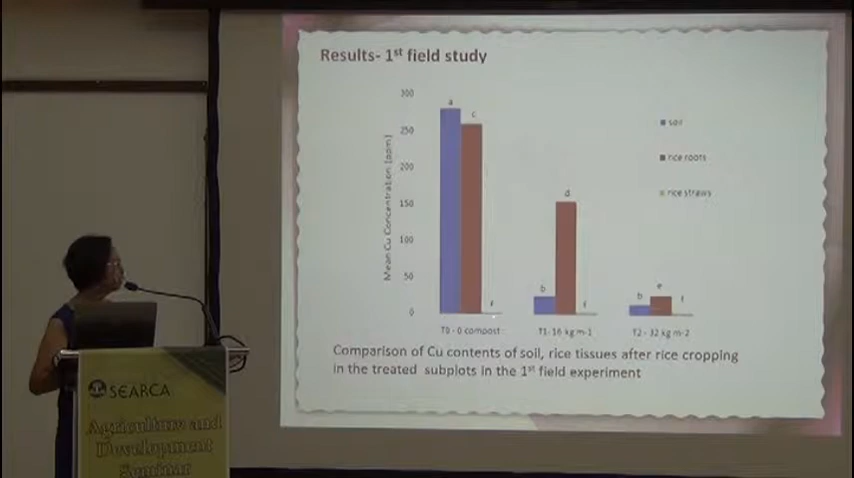 Results- 1st field study
300
250
200
150
100
50
0
Mean Cu Concentration (ppm)
a
c
f
b
d
f
b
e
f
soil
rice roots
rice straws
T0 - 0 compost
T1- 16 kg m-1
T2 - 32 kg m-2
Comparison of Cu contents of soil, rice tissues after rice cropping
in the treated subplots in the 1st field experiment
SEARCA
Agriculture and
Development
Seminar